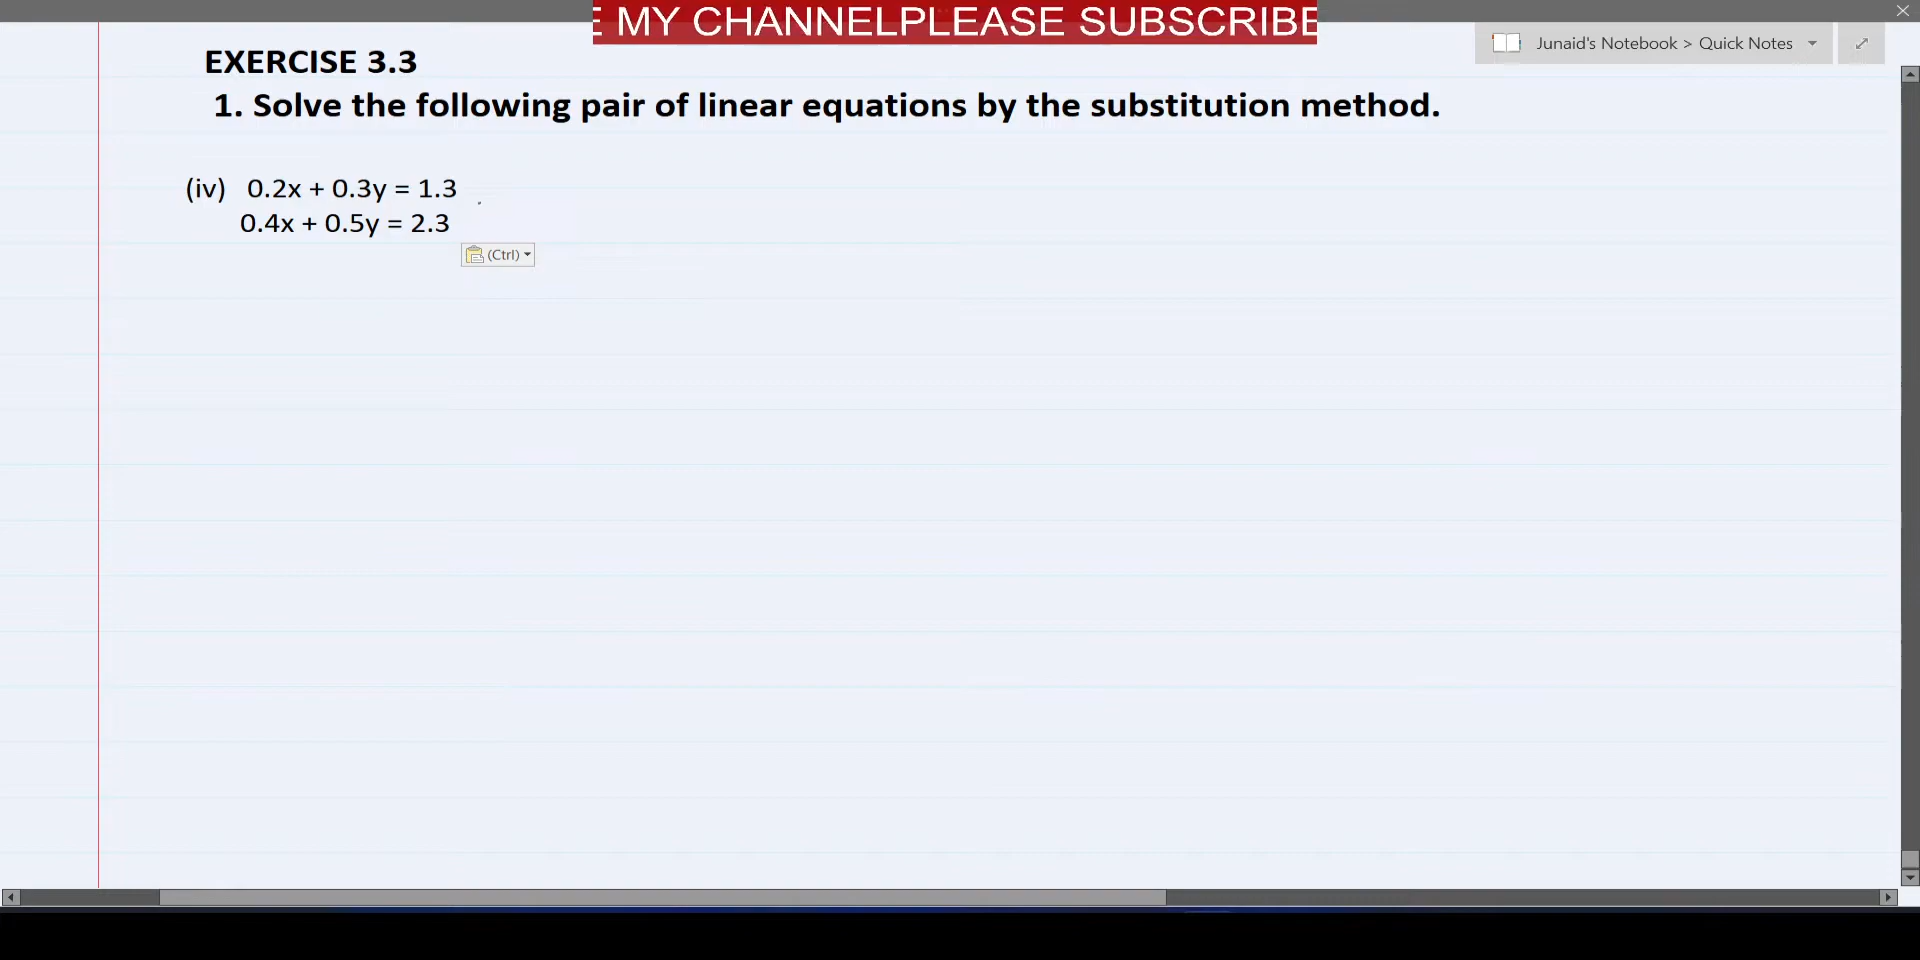 E MY CHANNELPLEASE SUBSCRIBE
Junaid's Notebook > Quick Notes
EXERCISE 3.3
1. Solve the following pair of linear equations by the substitution method.
(iv) 0.2x + 0.3y = 1.3
0.4x + 0.5y = 2.3
(Ctrl)